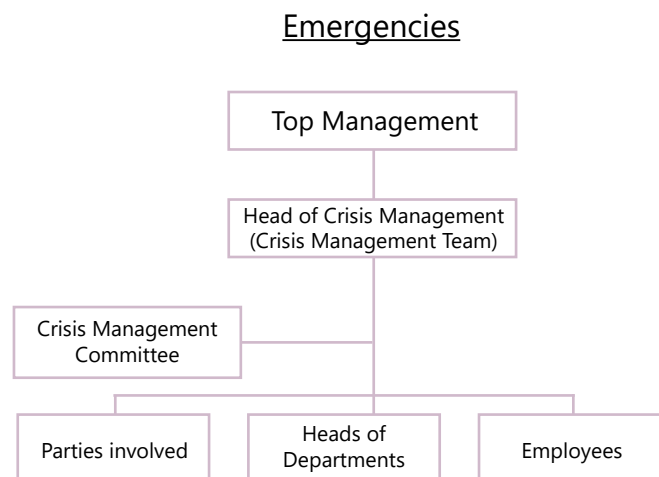 Emergencies
Top Management
Head of Crisis Management
(Crisis Management Team)
Crisis Management
Committee
Parties involved
Heads of
Departments
Employees